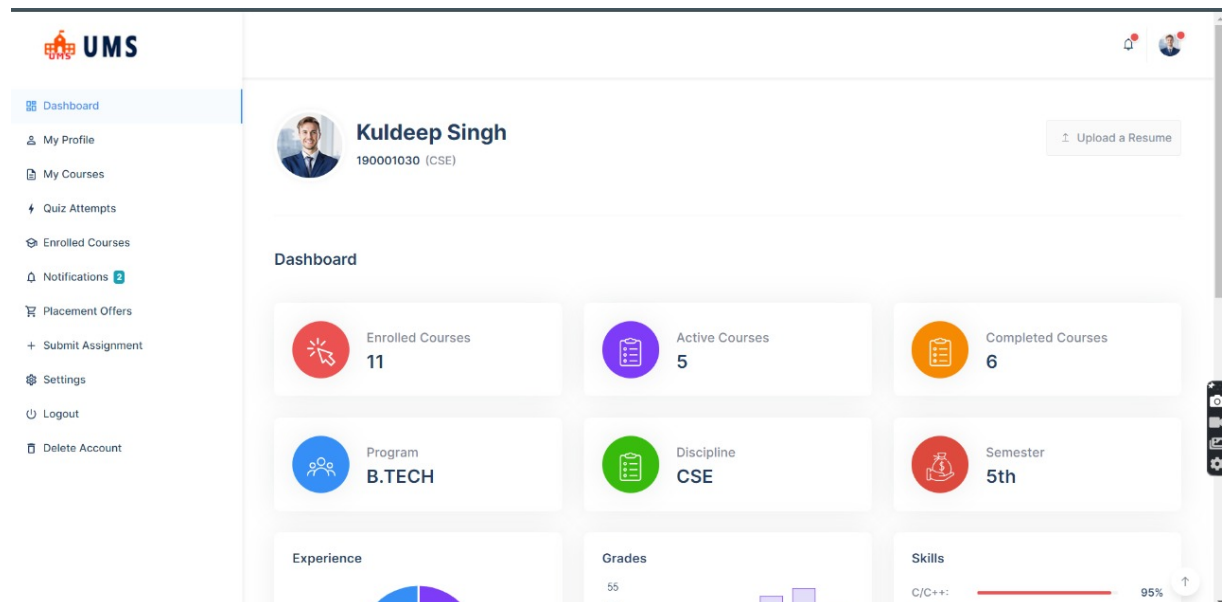 UMS
UMS
Dashboard
My Profile
My Courses
Quiz Attempts
Enrolled Courses
Notifications 2
Placement Offers
+ Submit Assignment
Settings
Logout
Delete Account
Kuldeep Singh
190001030 (CSE)
Upload a Resume
Dashboard
Enrolled Courses
11
Active Courses
5
Completed Courses
6
Program
B.TECH
Discipline
CSE
Semester
5th
Experience
Grades
55
Skills
C/C++: 95%